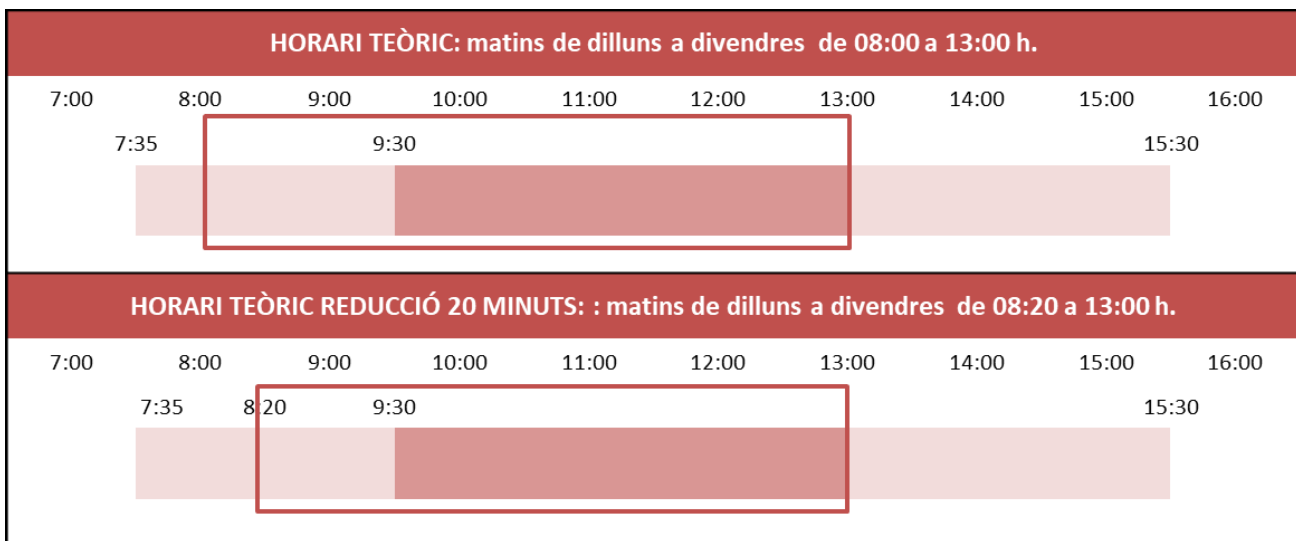 HORARI TEÒRIC: matins de dilluns a divendres de 08:00 a 13:00 h.
7:00 8:00 9:00 10:00 11:00 12:00 13:00 14:00 15:00 16:00
7:35 9:30 15:30
HORARI TEÒRIC REDUCCIÓ 20 MINUTS: : matins de dilluns a divendres de 08:20 a 13:00 h.
7:00 8:00 9:00 10:00 11:00 12:00 13:00 14:00 15:00 16:00
7:35 8:20 9:30 15:30